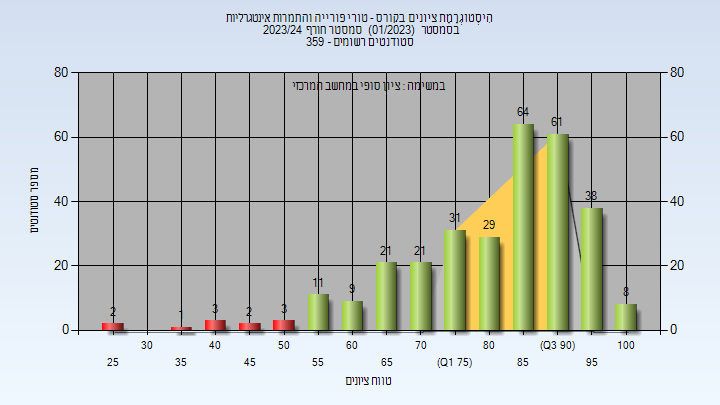 היסטוגרמת ציונים בקורס - טורי פורייה והתמרות אינטגרליות
בסמסטר (01/2023) סמסטר חורף 2023/24
סטודנטים רשומים - 359
במשימה : ציון סופי במחשב המרכזי
80 80
60 60
40 40
20 20
0 0
2 1 3 2 3 11 9 21 21 31 29 64 61 38 8
מספר סטודנטים
30 40 50 60 70 80 (Q3 90) 100
25 35 45 55 65 (Q1 75) 85 95
טווח ציונים